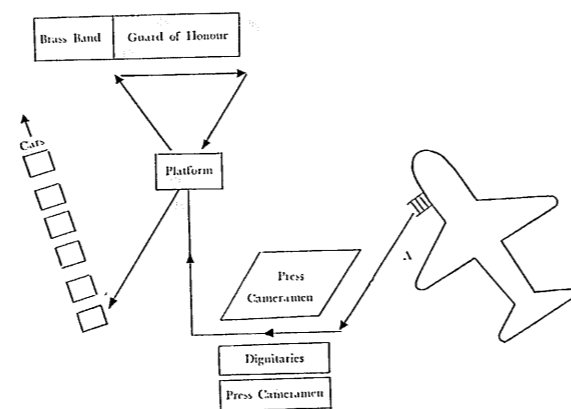 Brass Band
Guard of Honour
Cars
Platform
Press
Cameramen
A
Dignitaries
Press Cameramen